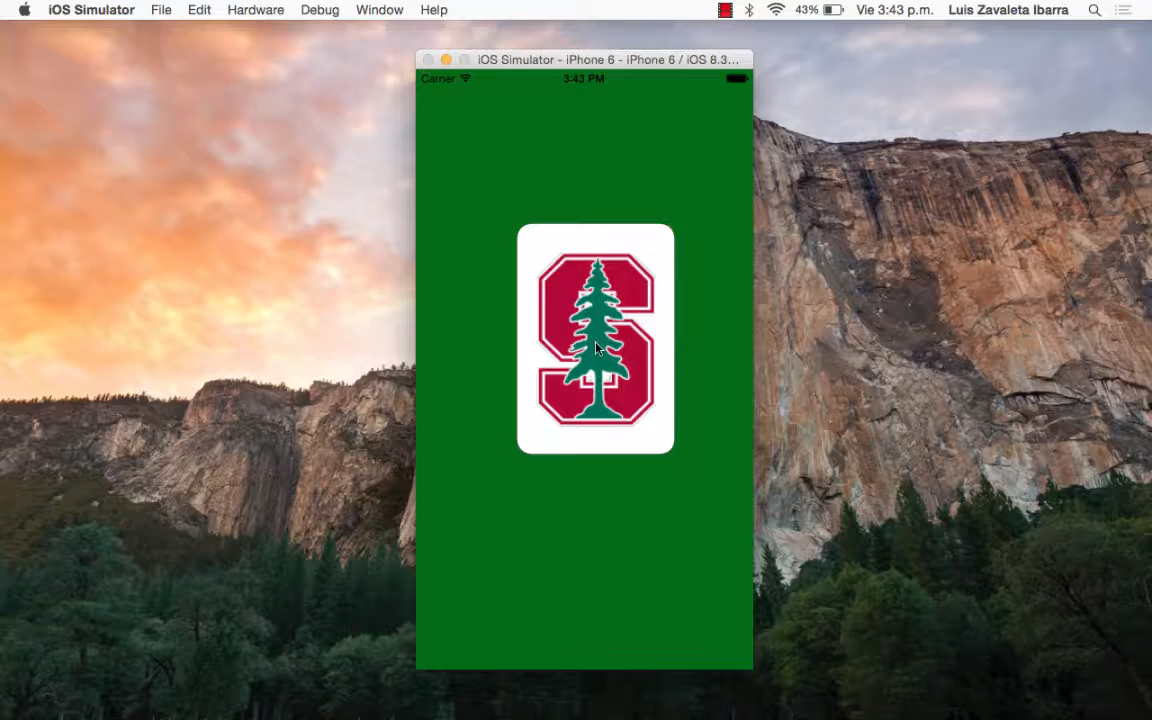 iOS Simulator File Edit Hardware Debug Window Help 43% Vie 3:43 p.m. Luis Zavaleta Ibarra
iOS Simulator - iPhone 6 - iPhone 6 / iOS 8.3...
Carrier 3:43 PM
S